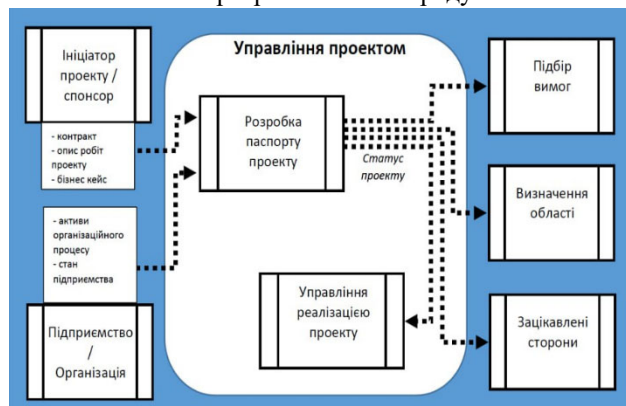 Ініціатор
проекту /
спонсор
- контракт
- опис робіт
проекту
- бізнес кейс
- активи
організаційного
процесу
- стан
підприємства
Підприємство
/
Організація
Управління проектом
Розробка
паспорту
проекту
Статус
проекту
Управління
реалізацією
проекту
Підбір
вимог
Визначення
області
Зацікавлені
сторони